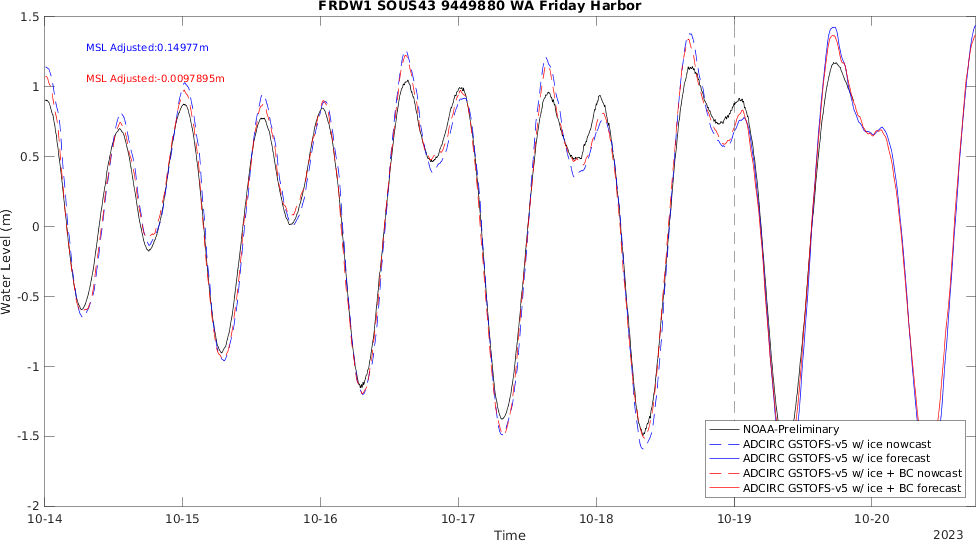 FRDW1 SOUS43 9449880 WA Friday Harbor
MSL Adjusted:0.14977m
MSL Adjusted:-0.0097895m
Water Level (m)
1.5
1
0.5
0
-0.5
-1
-1.5
-2
NOAA-Preliminary
ADCIRC GSTOFS-v5 w/ ice nowcast
ADCIRC GSTOFS-v5 w/ ice forecast
ADCIRC GSTOFS-v5 w/ ice + BC nowcast
ADCIRC GSTOFS-v5 w/ ice + BC forecast
10-14 10-15 10-16 10-17 10-18 10-19 10-20
Time
2023